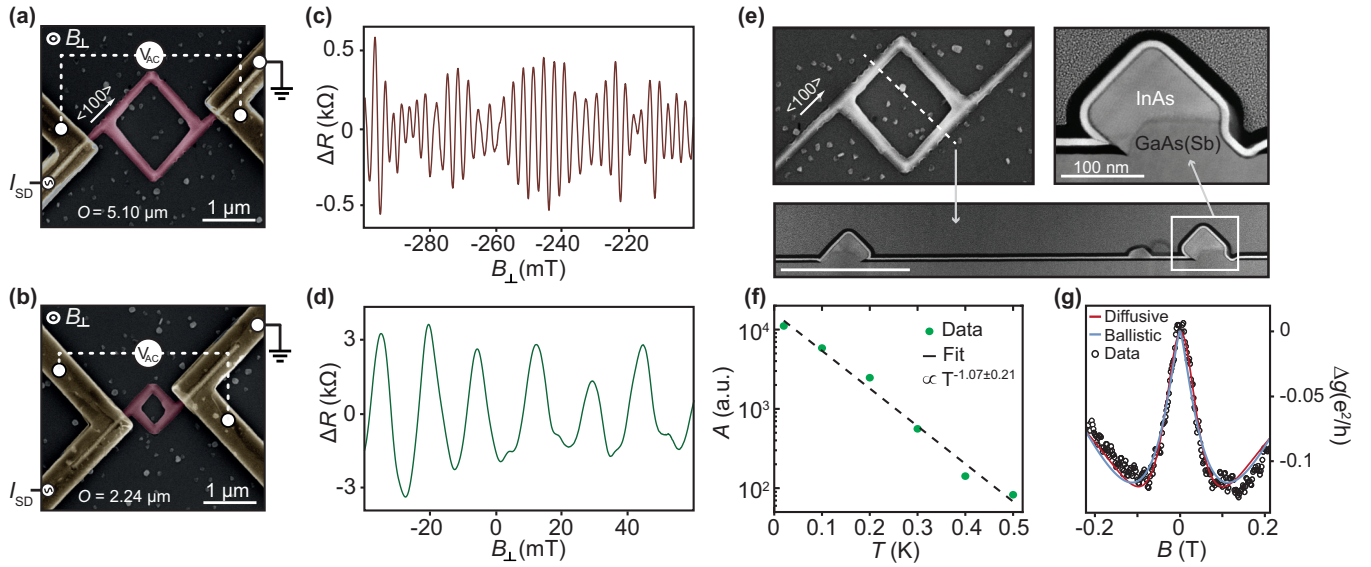 (a)
B⊥
VAC
<100>
ISD
S
O = 5.10 µm
1 µm
(b)
B⊥
VAC
ISD
S
O = 2.24 µm
1 µm
(c)
ΔR (kΩ)
0.5
0
-0.5
-280 -260 -240 -220
B⊥(mT)
(d)
ΔR (kΩ)
3
0
-3
-20 0 20 40
B⊥(mT)
(e)
<100>
InAs
GaAs(Sb)
100 nm
(f)
A (a.u.)
10⁴
10³
10²
Data
Fit
∝ T⁻¹·⁰⁷±⁰·²¹
0 0.1 0.2 0.3 0.4 0.5
T (K)
(g)
Diffusive
Ballistic
Data
0
-0.05
-0.1
Δg(e²/h)
-0.2 0 0.2
B (T)